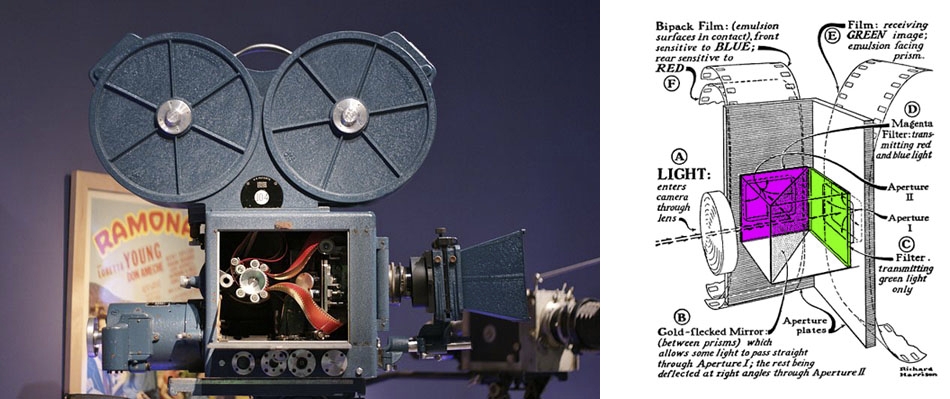 RAMONA
LORETTA
YOUNG
DON AMECHE
Bipack Film: (emulsion
surfaces in contact), front
sensitive to BLUE;
rear sensitive to
RED
F
Film: receiving
GREEN image;
emulsion facing
prism.
E
D
Magenta
Filter: trans-
mitting red
and blue light
A
LIGHT:
enters
camera
through
lens
Aperture
II
Aperture
I
C
Filter.
transmitting
green light
only
B
Gold-flecked Mirror:
(between prisms) which
allows some light to pass straight
through Aperture I; the rest being
deflected at right angles through Aperture II
Aperture
plates
Richard
Harrison